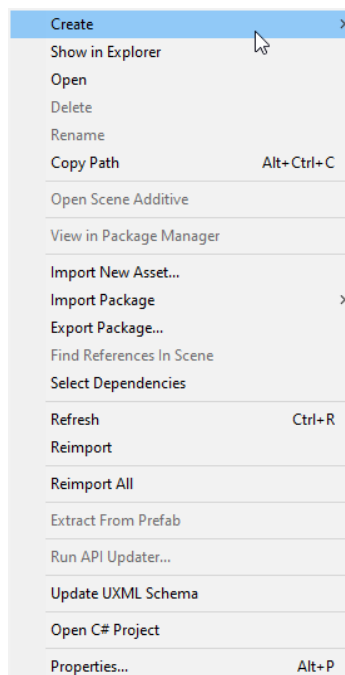 Create
Show in Explorer
Open
Delete
Rename
Copy Path Alt+Ctrl+C
Open Scene Additive
View in Package Manager
Import New Asset...
Import Package
Export Package...
Find References In Scene
Select Dependencies
Refresh Ctrl+R
Reimport
Reimport All
Extract From Prefab
Run API Updater...
Update UXML Schema
Open C# Project
Properties... Alt+P